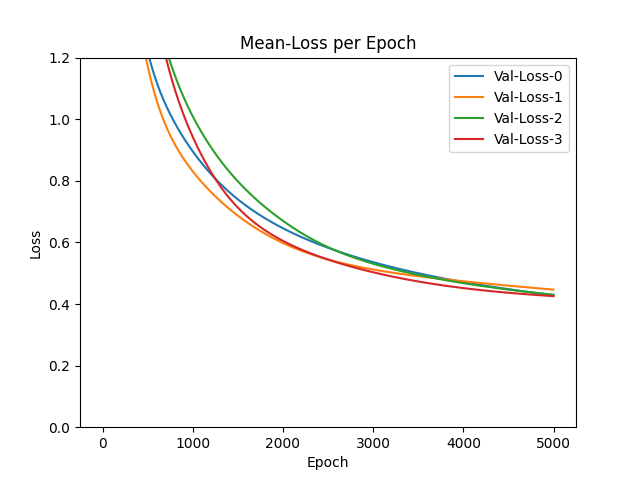 Mean-Loss per Epoch
1.2
1.0
0.8
0.6
0.4
0.2
0.0
Loss
Val-Loss-0
Val-Loss-1
Val-Loss-2
Val-Loss-3
0 1000 2000 3000 4000 5000
Epoch